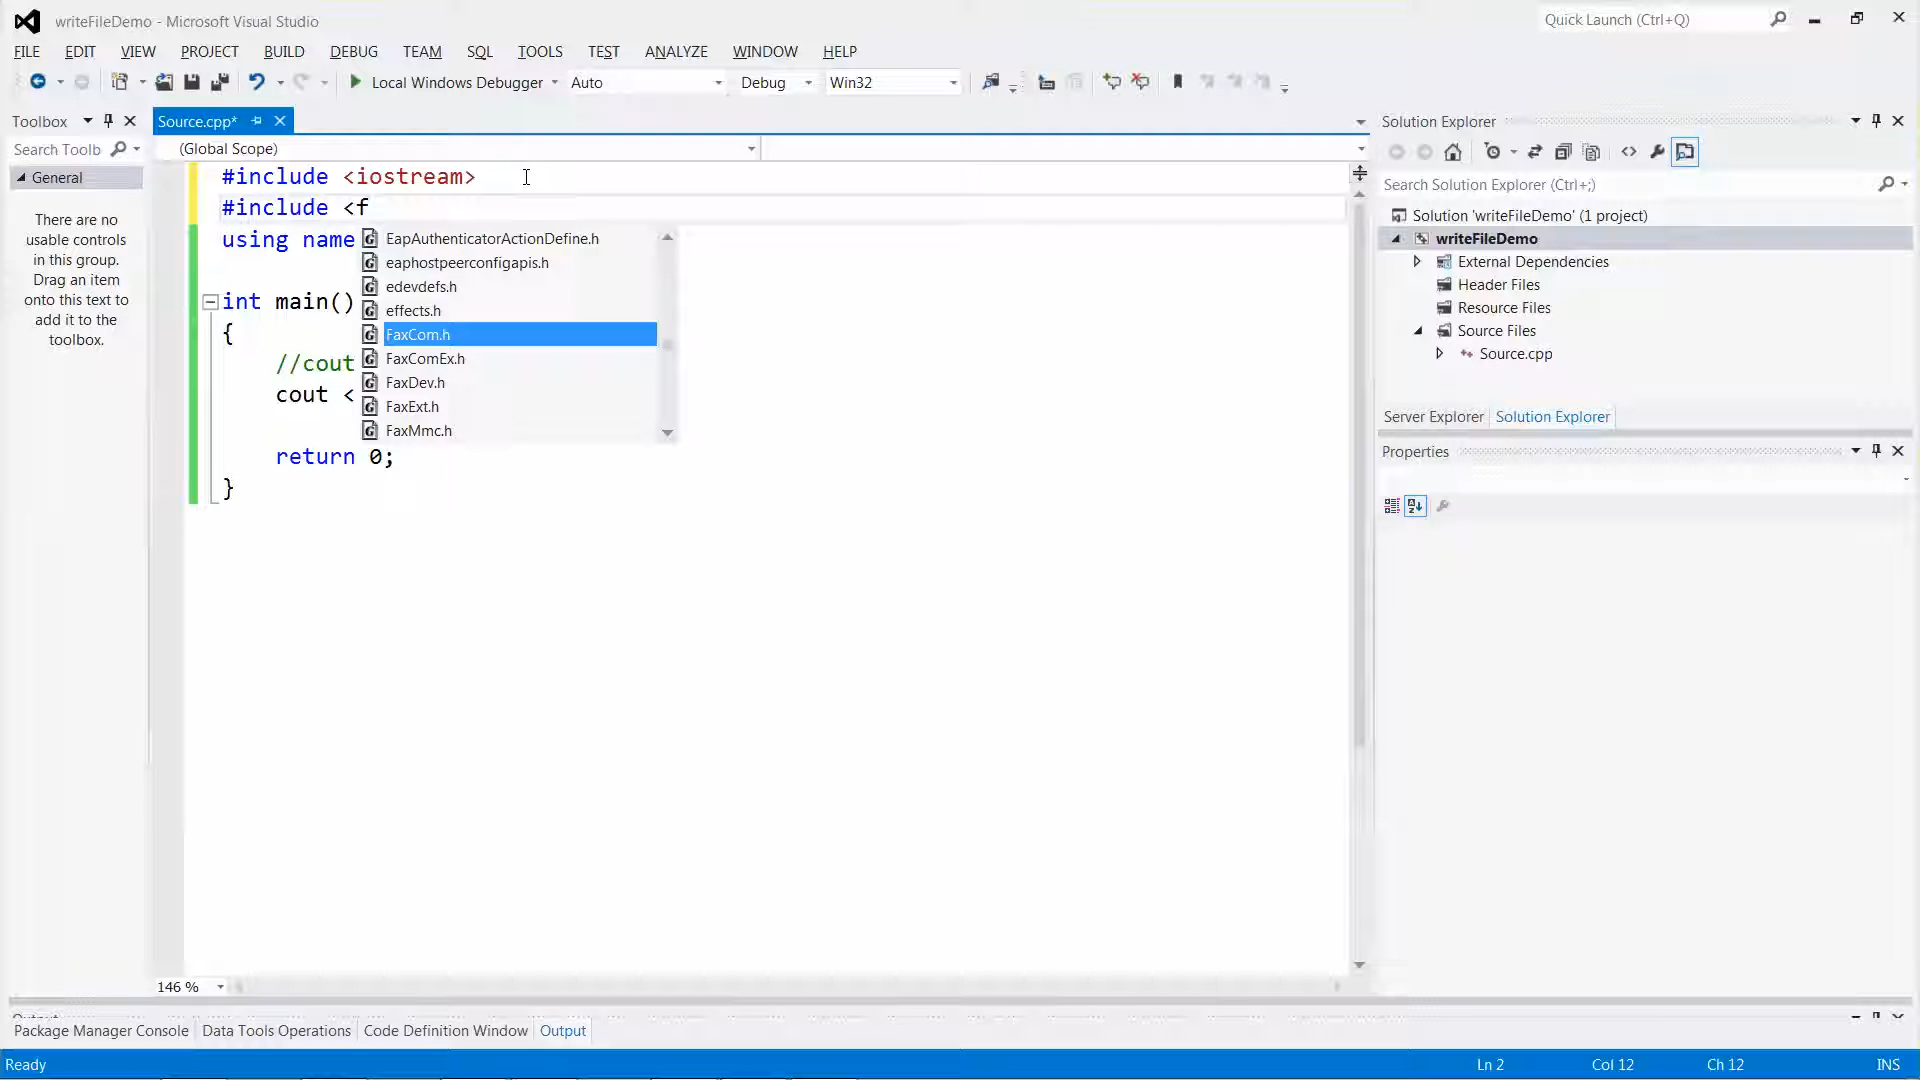 writeFileDemo - Microsoft Visual Studio
Quick Launch (Ctrl+Q)
FILE EDIT VIEW PROJECT BUILD DEBUG TEAM SQL TOOLS TEST ANALYZE WINDOW HELP
Local Windows Debugger Auto Debug Win32
Toolbox
Source.cpp*
Solution Explorer
Search Toolb
(Global Scope)
General
There are no
usable controls
in this group.
Drag an item
onto this text to
add it to the
toolbox.
#include <iostream>
#include <f
using name
int main()
{
//cout
cout <
return 0;
}
EapAuthenticatorActionDefine.h
eaphostpeerconfigapis.h
edevdefs.h
effects.h
FaxCom.h
FaxComEx.h
FaxDev.h
FaxExt.h
FaxMmc.h
Search Solution Explorer (Ctrl+;)
Solution 'writeFileDemo' (1 project)
writeFileDemo
External Dependencies
Header Files
Resource Files
Source Files
Source.cpp
Server Explorer Solution Explorer
Properties
146 %
Package Manager Console Data Tools Operations Code Definition Window Output
Ready
Ln 2 Col 12 Ch 12 INS